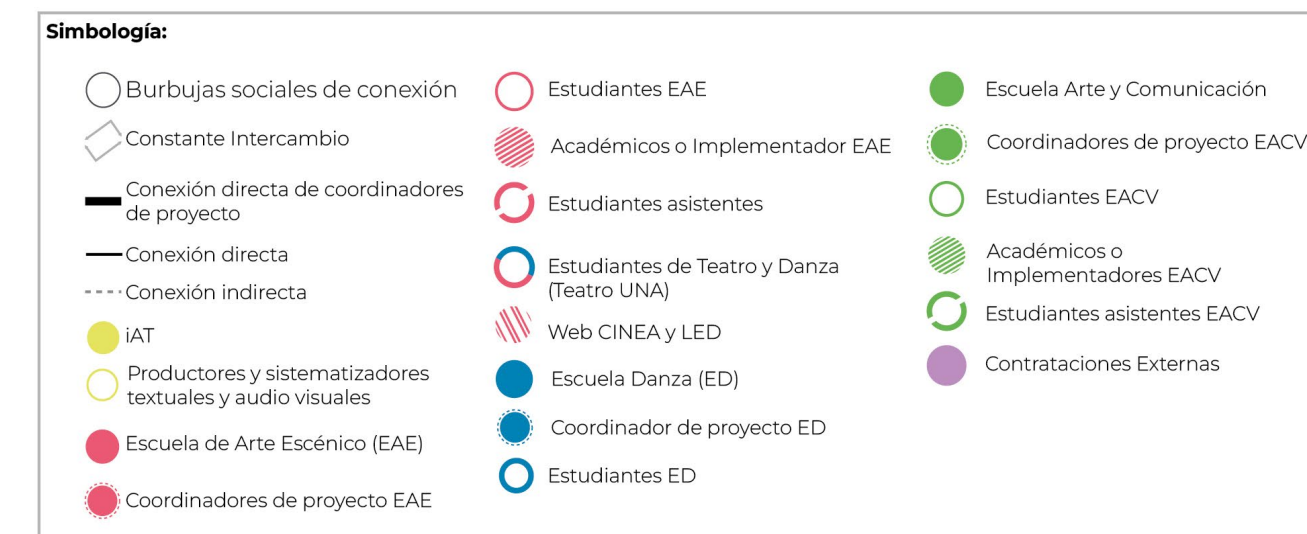 Simbología:
Burbujas sociales de conexión
Constante Intercambio
Conexión directa de coordinadores
de proyecto
Conexión directa
Conexión indirecta
iAT
Productores y sistematizadores
textuales y audio visuales
Escuela de Arte Escénico (EAE)
Coordinadores de proyecto EAE
Estudiantes EAE
Académicos o Implementador EAE
Estudiantes asistentes
Estudiantes de Teatro y Danza
(Teatro UNA)
Web CINEA y LED
Escuela Danza (ED)
Coordinador de proyecto ED
Estudiantes ED
Escuela Arte y Comunicación
Coordinadores de proyecto EACV
Estudiantes EACV
Académicos o
Implementadores EACV
Estudiantes asistentes EACV
Contrataciones Externas